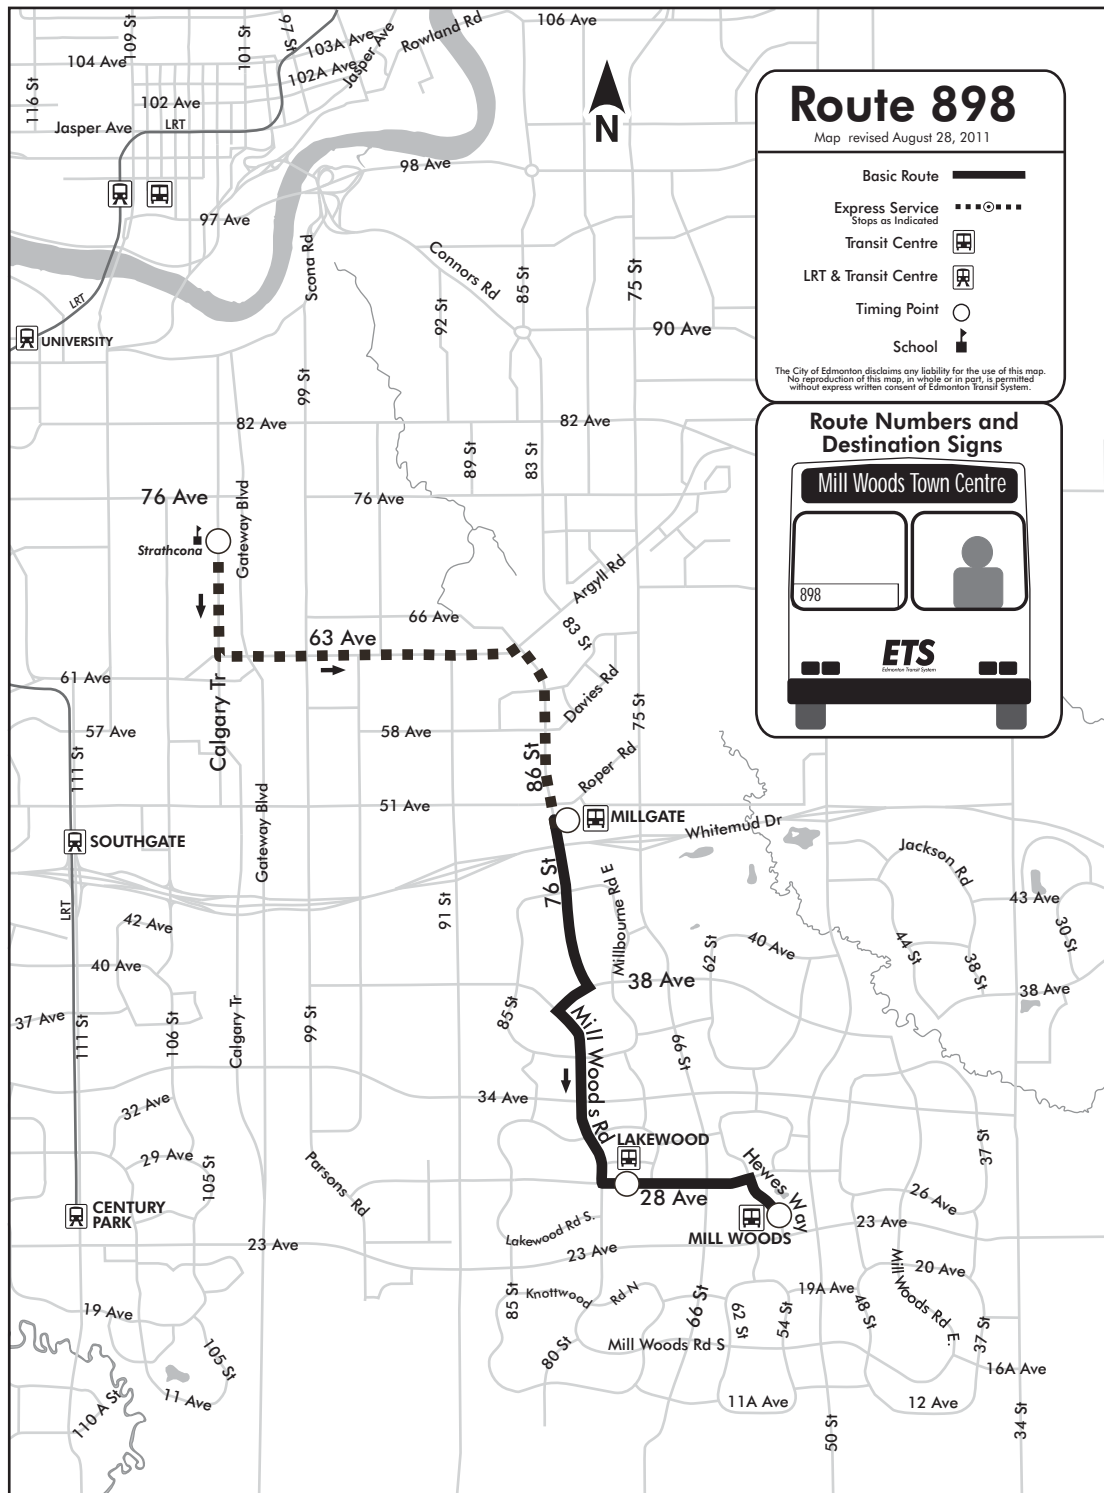 106 Ave
Rowland Rd
97 St
109 St
101 St
103A Ave
Jasper Ave
104 Ave
102A Ave
116 St
102 Ave
Jasper Ave
LRT
N
98 Ave
97 Ave
Scona Rd
Connors Rd
85 St
75 St
LRT
92 St
90 Ave
UNIVERSITY
99 St
82 Ave
82 Ave
89 St
83 St
76 Ave
76 Ave
Gateway Blvd
Strathcona
Argyll Rd
66 Ave
83 St
63 Ave
61 Ave
Calgary Tr
Davies Rd
75 St
57 Ave
58 Ave
111 St
86 St
Roper Rd
51 Ave
Gateway Blvd
MILLGATE
Whitemud Dr
SOUTHGATE
Jackson Rd
76 St
Millbourne Rd E
LRT
91 St
43 Ave
42 Ave
30 St
62 St
40 Ave
44 St
40 Ave
38 St
38 Ave
38 Ave
85 St
37 Ave
111 St
106 St
Calgary Tr
99 St
Mill Woods Rd
66 St
34 Ave
32 Ave
37 St
29 Ave
LAKEWOOD
105 St
Parsons Rd
Hewes Way
28 Ave
26 Ave
CENTURY
PARK
Lakewood Rd S.
MILL WOODS
23 Ave
23 Ave
23 Ave
20 Ave
Mill Woods Rd E.
19A Ave
85 St
Knottwood Rd N
66 St
62 St
54 St
48 St
37 St
19 Ave
105 St
80 St
Mill Woods Rd S
16A Ave
110 A St
11 Ave
11A Ave
12 Ave
50 St
34 St
Route 898
Map revised August 28, 2011
Basic Route
Express Service
Stops as Indicated
Transit Centre
LRT & Transit Centre
Timing Point
School
The City of Edmonton disclaims any liability for the use of this map.
No reproduction of this map, in whole or in part, is permitted
without express written consent of Edmonton Transit System.
Route Numbers and
Destination Signs
Mill Woods Town Centre
898
ETS
Edmonton Transit System